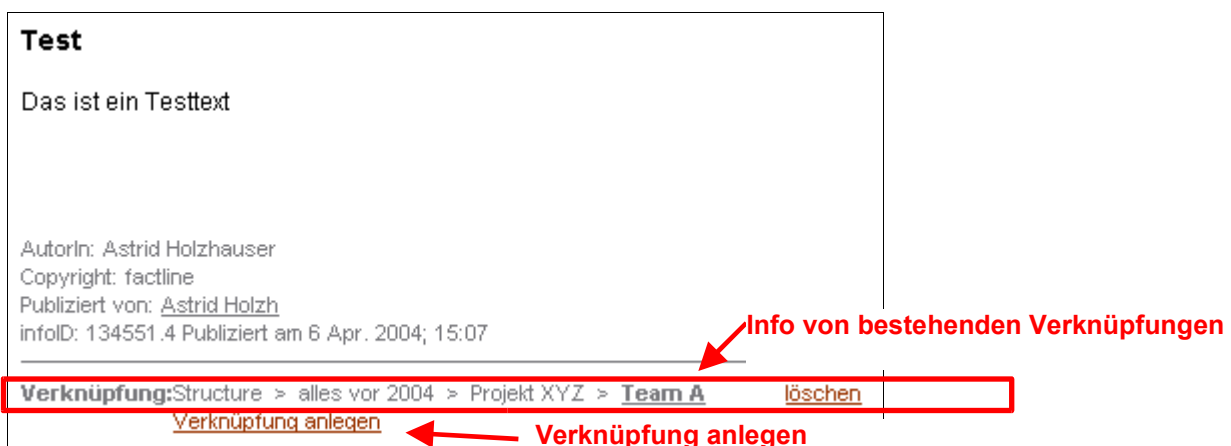 Test
Das ist ein Testtext
AutorIn: Astrid Holzhauser
Copyright: factline
Publiziert von: Astrid Holzh
infoID: 134551.4 Publiziert am 6 Apr. 2004; 15:07
Info von bestehenden Verknüpfungen
Verknüpfung:Structure > alles vor 2004 > Projekt XYZ > Team A löschen
Verknüpfung anlegen
Verknüpfung anlegen